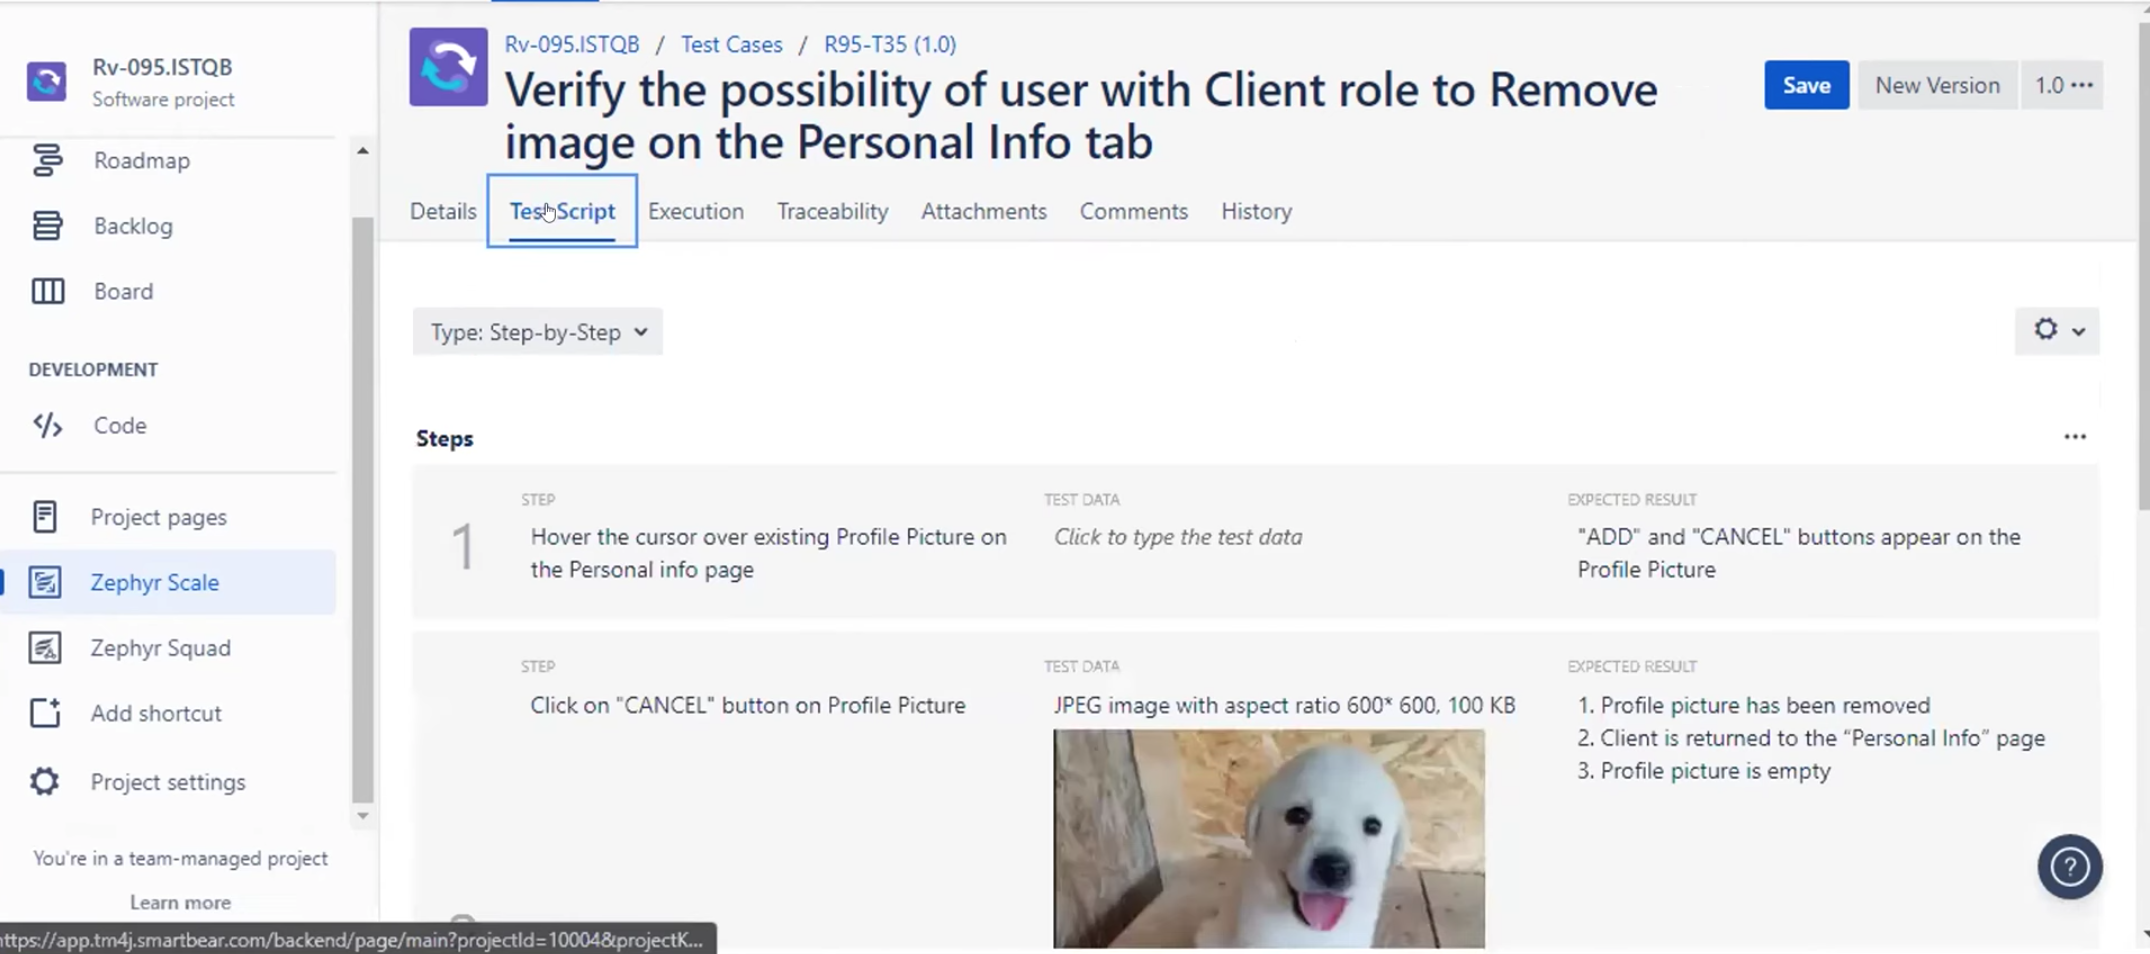 Rv-095.ISTQB
Software project
Roadmap
Backlog
Board
DEVELOPMENT
Code
Project pages
Zephyr Scale
Zephyr Squad
Add shortcut
Project settings
You're in a team-managed project
Learn more
Rv-095.ISTQB / Test Cases / R95-T35 (1.0)
Verify the possibility of user with Client role to Remove
image on the Personal Info tab
Save
New Version
1.0 •••
Details Test Script Execution Traceability Attachments Comments History
Type: Step-by-Step
Steps
STEP TEST DATA EXPECTED RESULT
1
Hover the cursor over existing Profile Picture on
the Personal info page
Click to type the test data
"ADD" and "CANCEL" buttons appear on the
Profile Picture
STEP TEST DATA EXPECTED RESULT
Click on "CANCEL" button on Profile Picture
JPEG image with aspect ratio 600* 600, 100 KB
1. Profile picture has been removed
2. Client is returned to the “Personal Info” page
3. Profile picture is empty
ttps://app.tm4j.smartbear.com/backend/page/main?projectId=10004&projectK...